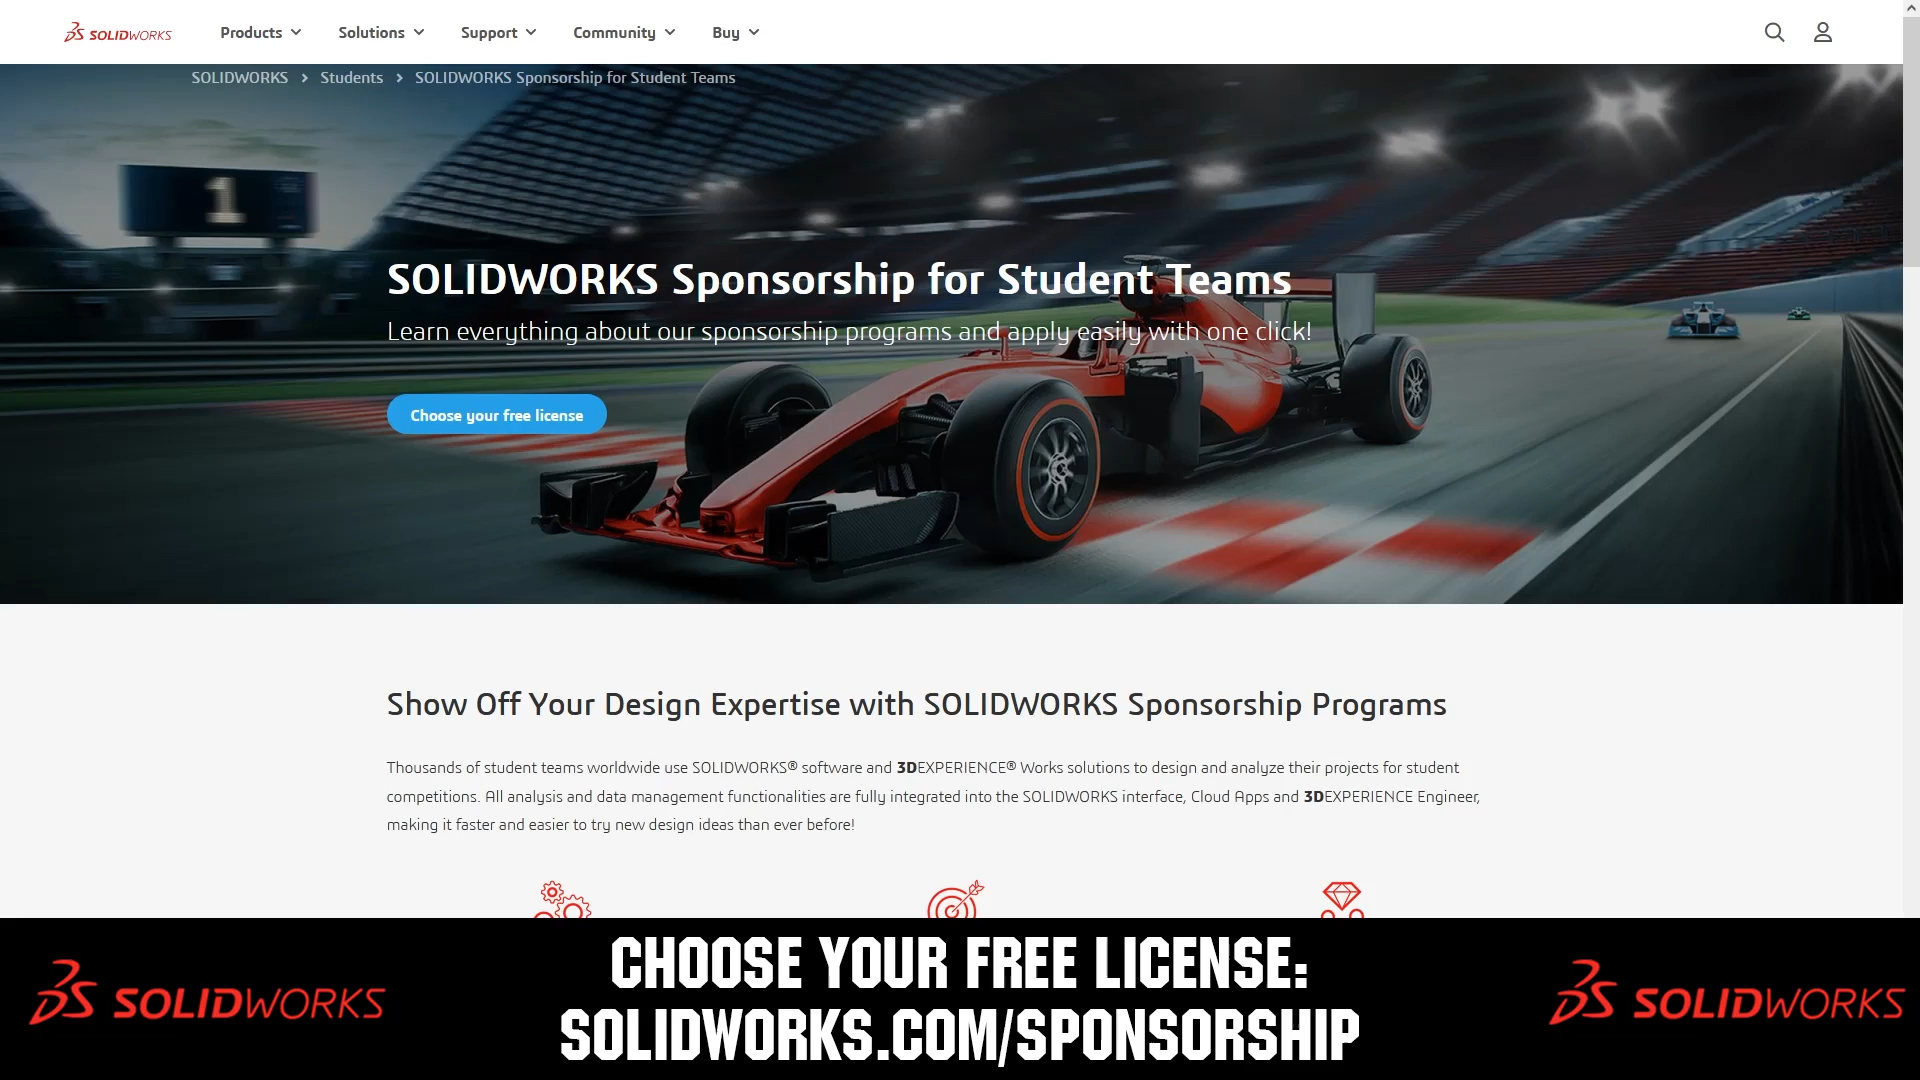 SOLIDWORKS Products Solutions Support Community Buy
SOLIDWORKS > Students > SOLIDWORKS Sponsorship for Student Teams
1
SOLIDWORKS Sponsorship for Student Teams
Learn everything about our sponsorship programs and apply easily with one click!
Choose your free license
Show Off Your Design Expertise with SOLIDWORKS Sponsorship Programs
Thousands of student teams worldwide use SOLIDWORKS® software and 3DEXPERIENCE® Works solutions to design and analyze their projects for student
competitions. All analysis and data management functionalities are fully integrated into the SOLIDWORKS interface, Cloud Apps and 3DEXPERIENCE Engineer,
making it faster and easier to try new design ideas than ever before!
CHOOSE YOUR FREE LICENSE:
SOLIDWORKS.COM/SPONSORSHIP
SOLIDWORKS
SOLIDWORKS